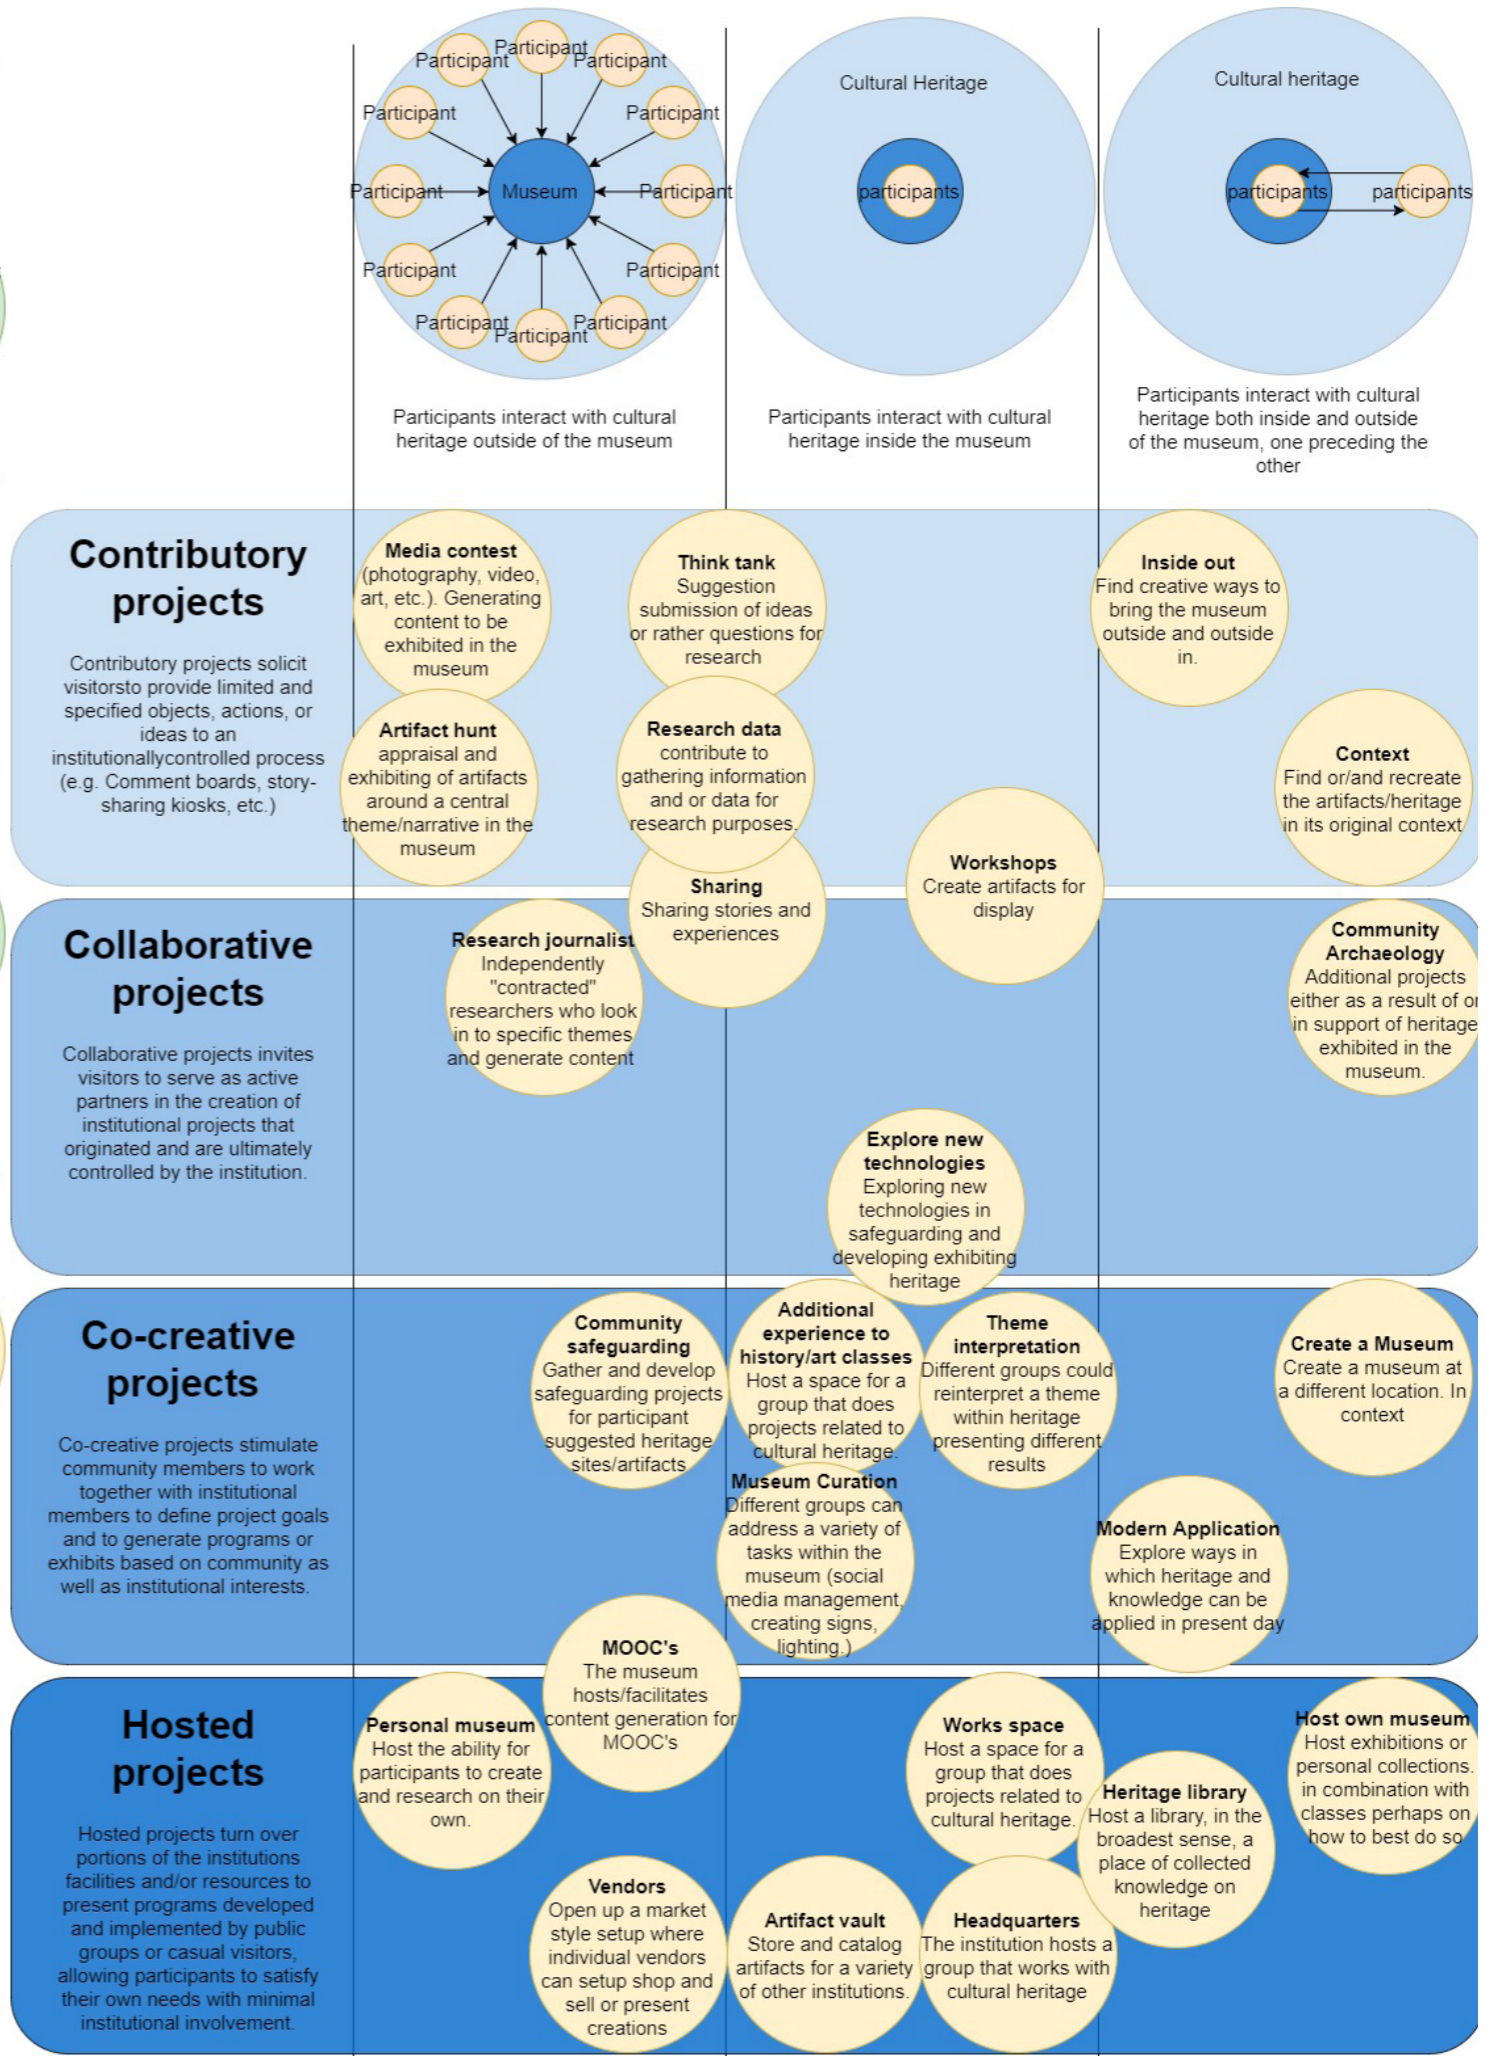 Participant
Participant
Participant
Participant
Participant
Participant
Museum
Participant
Participant
Participant
Participant
Participant
Participant
Cultural Heritage
participants
Cultural heritage
participants
participants
Participants interact with cultural
heritage outside of the museum
Participants interact with cultural
heritage inside the museum
Participants interact with cultural
heritage both inside and outside
of the museum, one preceding the
other
Contributory
projects
Contributory projects solicit
visitorsto provide limited and
specified objects, actions, or
ideas to an
institutionallycontrolled process
(e.g. Comment boards, story-
sharing kiosks, etc.)
Media contest
(photography, video,
art, etc.). Generating
content to be
exhibited in the
museum
Think tank
Suggestion
submission of ideas
or rather questions for
research
Inside out
Find creative ways to
bring the museum
outside and outside
in.
Artifact hunt
appraisal and
exhibiting of artifacts
around a central
theme/narrative in the
museum
Research data
contribute to
gathering information
and or data for
research purposes.
Context
Find or/and recreate
the artifacts/heritage
in its original context
Sharing
Sharing stories and
experiences
Workshops
Create artifacts for
display
Collaborative
projects
Collaborative projects invites
visitors to serve as active
partners in the creation of
institutional projects that
originated and are ultimately
controlled by the institution.
Research journalist
Independently
"contracted"
researchers who look
in to specific themes
and generate content
Community
Archaeology
Additional projects
either as a result of or
in support of heritage
exhibited in the
museum.
Explore new
technologies
Exploring new
technologies in
safeguarding and
developing exhibiting
heritage
Co-creative
projects
Co-creative projects stimulate
community members to work
together with institutional
members to define project goals
and to generate programs or
exhibits based on community as
well as institutional interests.
Community
safeguarding
Gather and develop
safeguarding projects
for participant
suggested heritage
sites/artifacts
Additional
experience to
history/art classes
Host a space for a
group that does
projects related to
cultural heritage.
Theme
interpretation
Different groups could
reinterpret a theme
within heritage
presenting different
results
Create a Museum
Create a museum at
a different location. In
context
Museum Curation
Different groups can
address a variety of
tasks within the
museum (social
media management,
creating signs,
lighting.)
Modern Application
Explore ways in
which heritage and
knowledge can be
applied in present day
MOOC's
The museum
hosts/facilitates
content generation for
MOOC's
Hosted
projects
Hosted projects turn over
portions of the institutions
facilities and/or resources to
present programs developed
and implemented by public
groups or casual visitors,
allowing participants to satisfy
their own needs with minimal
institutional involvement.
Personal museum
Host the ability for
participants to create
and research on their
own.
Works space
Host a space for a
group that does
projects related to
cultural heritage.
Heritage library
Host a library, in the
broadest sense, a
place of collected
knowledge on
heritage
Host own museum
Host exhibitions or
personal collections.
in combination with
classes perhaps on
how to best do so
Vendors
Open up a market
style setup where
individual vendors
can setup shop and
sell or present
creations
Artifact vault
Store and catalog
artifacts for a variety
of other institutions.
Headquarters
The institution hosts a
group that works with
cultural heritage